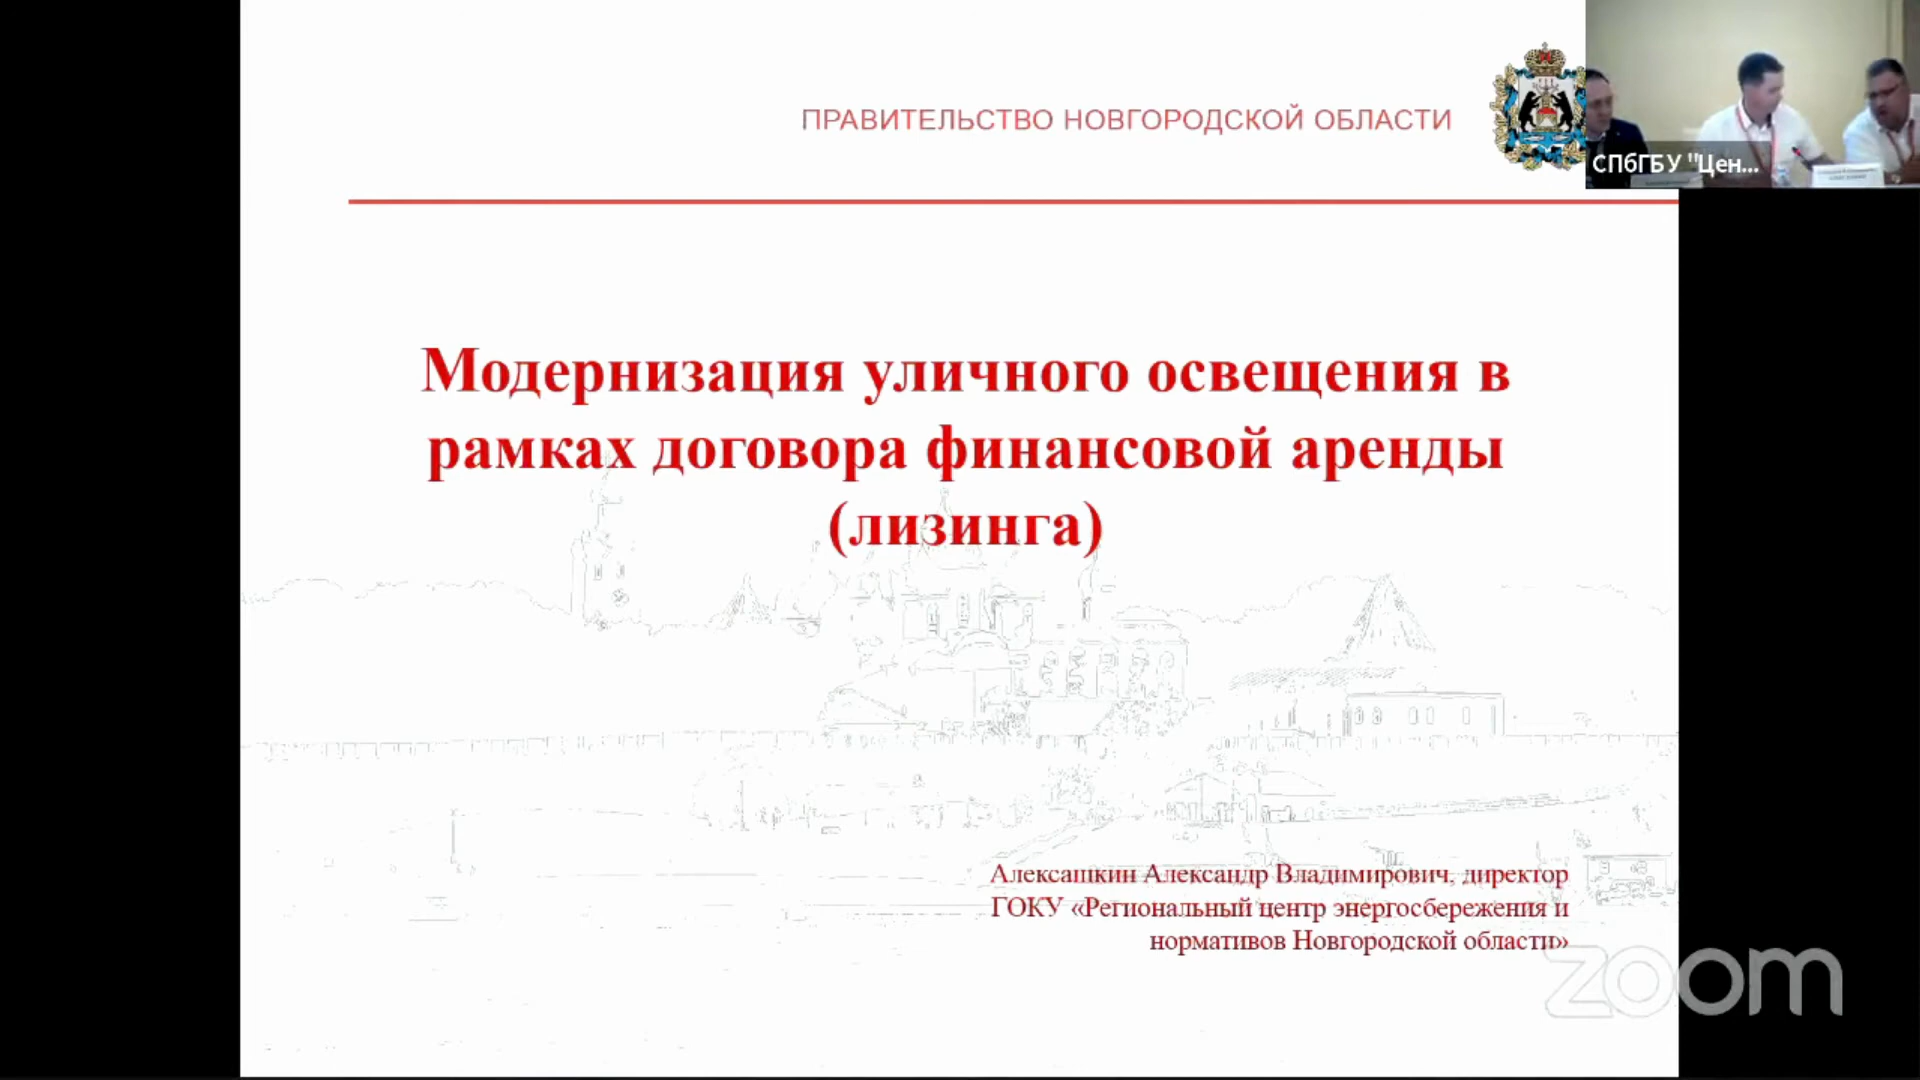 ПРАВИТЕЛЬСТВО НОВГОРОДСКОЙ ОБЛАСТИ
СПбГБУ "Цен...
Модернизация уличного освещения в
рамках договора финансовой аренды
(лизинга)
Алексашкин Александр Владимирович, директор
ГОКУ «Региональный центр энергосбережения и
нормативов Новгородской области»
zoom